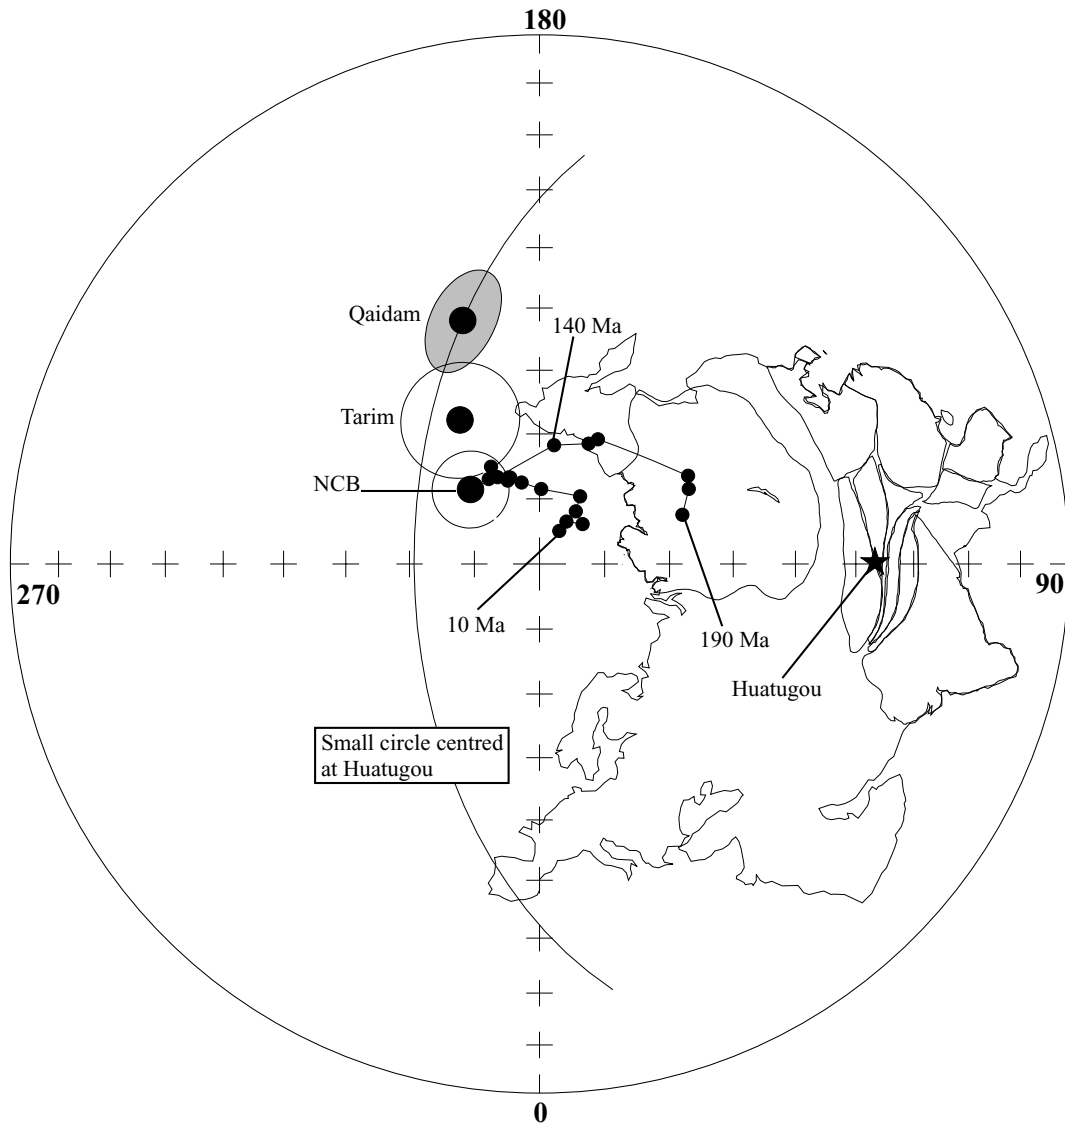 180
Qaidam
140 Ma
Tarim
NCB
270
90
10 Ma
190 Ma
Huatugou
Small circle centred
at Huatugou
0